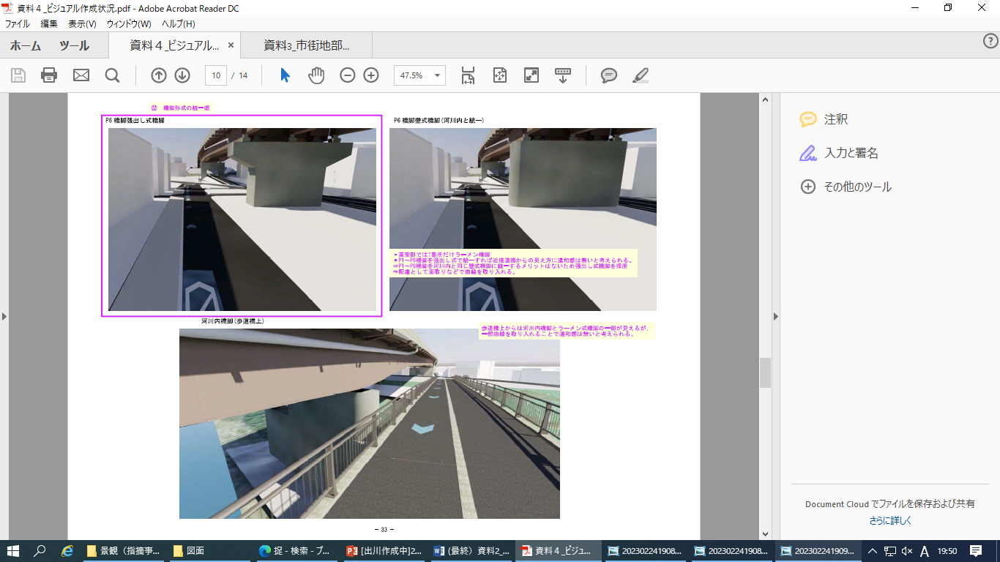 資料４_ビジュアル作成状況.pdf - Adobe Acrobat Reader DC
ファイル 編集 表示(V) ウィンドウ(W) ヘルプ(H)
ホーム ツール 資料４_ビジュアル... × 資料3_市街地部...
10 / 14 47.5%
橋脚形式の統一感
P6 橋脚張出し式橋脚
P6 橋脚壁式橋脚(河川内と統一)
・高架部では1箇所だけラーメン橋脚
・P1～P6橋脚を張出し式で統一すれば近接道路からの見え方に違和感は無いと考えられる。
⇒P1～P6橋脚を河川内と同じ壁式橋脚に統一するメリットはないため張出し式橋脚を採用
⇒配慮として面取りなどで曲線を取り入れる。
河川内橋脚(歩道橋上)
歩道橋上からは河川内橋脚とラーメン式橋脚の一部が見えるが、
一部曲線を取り入れることで違和感は無いと考えられる。
- 33 -
注釈
入力と署名
その他のツール
Document Cloud でファイルを保存および共有
さらに詳しく
景観（指摘事... 図面 捉 - 検索 - プ... [出川作成中]2... (最終）資料2_... 資料４_ビジュ... 202302241908... 202302241908... 202302241909... A 19:50